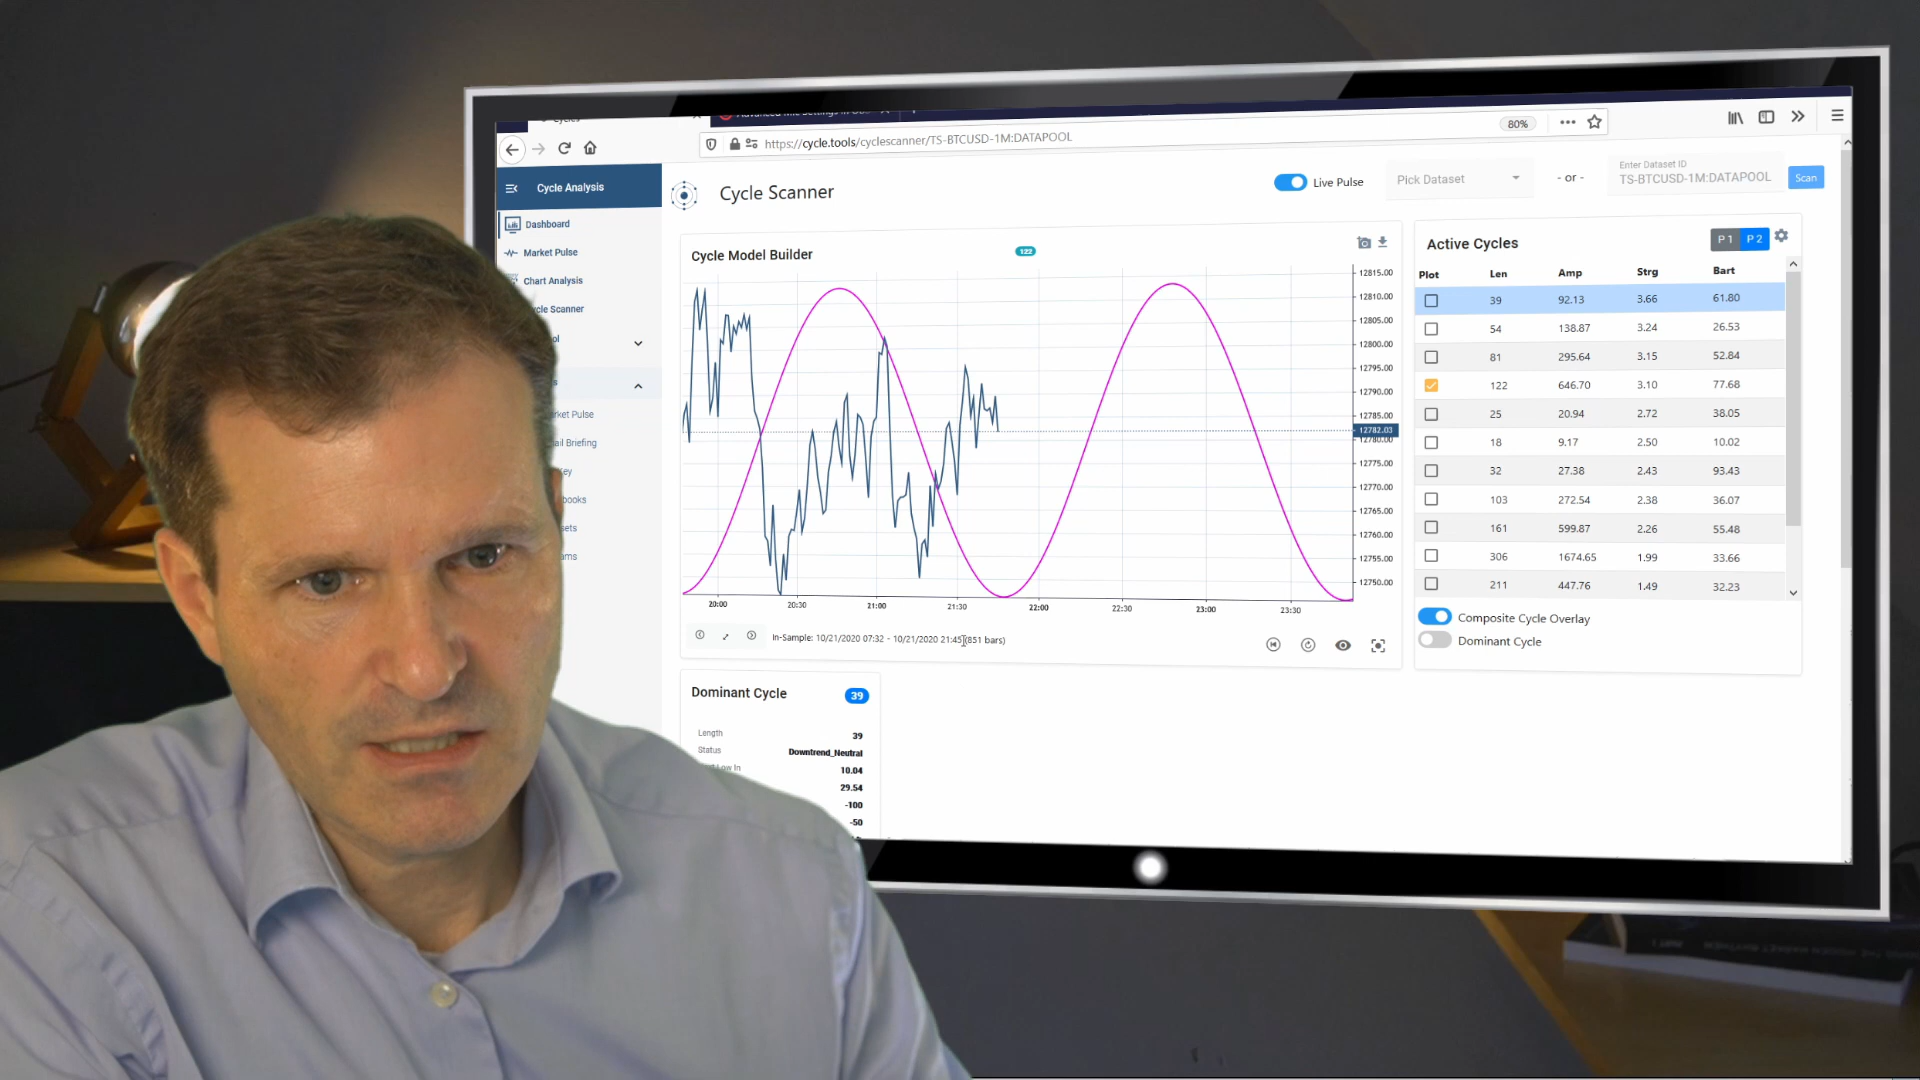 80%
https://cycle.tools/cyclescanner/TS-BTCUSD-1M:DATAPOOL
Cycle Analysis
Dashboard
Market Pulse
Chart Analysis
Scanner
Pulse
Briefing
Cycle Scanner
Live Pulse
Pick Dataset
- or -
Enter Dataset ID
TS-BTCUSD-1M:DATAPOOL
Scan
Cycle Model Builder
122
12815.00
12810.00
12805.00
12800.00
12795.00
12790.00
12785.00
12782.03
12780.00
12775.00
12770.00
12765.00
12760.00
12755.00
12750.00
20:00 20:30 21:00 21:30 22:00 22:30 23:00 23:30
In-Sample: 10/21/2020 07:32 - 10/21/2020 21:45 (851 bars)
Active Cycles
P 1 P 2
Plot Len Amp Strg Bart
39 92.13 3.66 61.80
54 138.87 3.24 26.53
81 295.64 3.15 52.84
122 646.70 3.10 77.68
25 20.94 2.72 38.05
18 9.17 2.50 10.02
32 27.38 2.43 93.43
103 272.54 2.38 36.07
161 599.87 2.26 55.48
306 1674.65 1.99 33.66
211 447.76 1.49 32.23
Composite Cycle Overlay
Dominant Cycle
Dominant Cycle 39
Length 39
Status Downtrend_Neutral
Low In 10.04
29.54
-100
-50